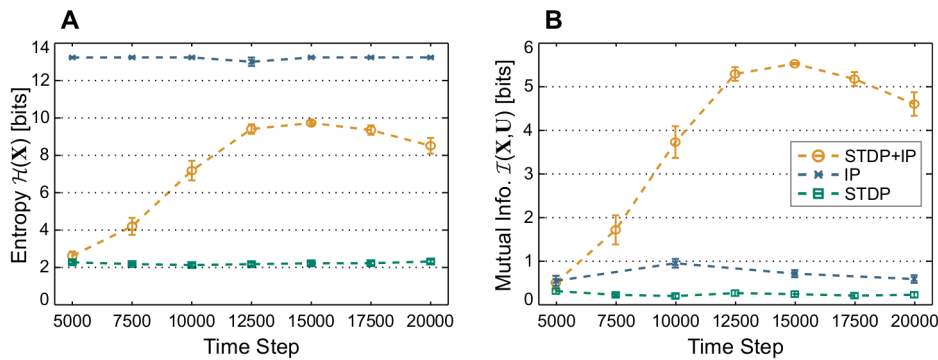 A
Entropy H(X) [bits]
14
12
10
8
6
4
2
0
5000 7500 10000 12500 15000 17500 20000
Time Step
B
Mutual Info. I(X, U) [bits]
6
5
4
3
2
1
0
STDP+IP
IP
STDP
5000 7500 10000 12500 15000 17500 20000
Time Step